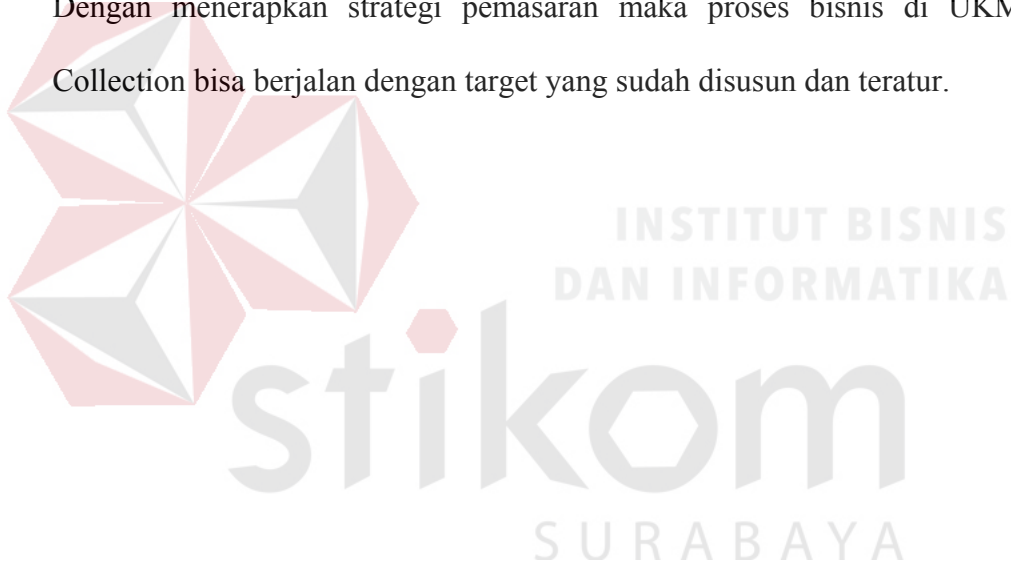 Dengan menerapkan strategi pemasaran maka proses bisnis di UKM
Collection bisa berjalan dengan target yang sudah disusun dan teratur.
INSTITUT BISNIS
DAN INFORMATIKA
stikom
SURABAYA